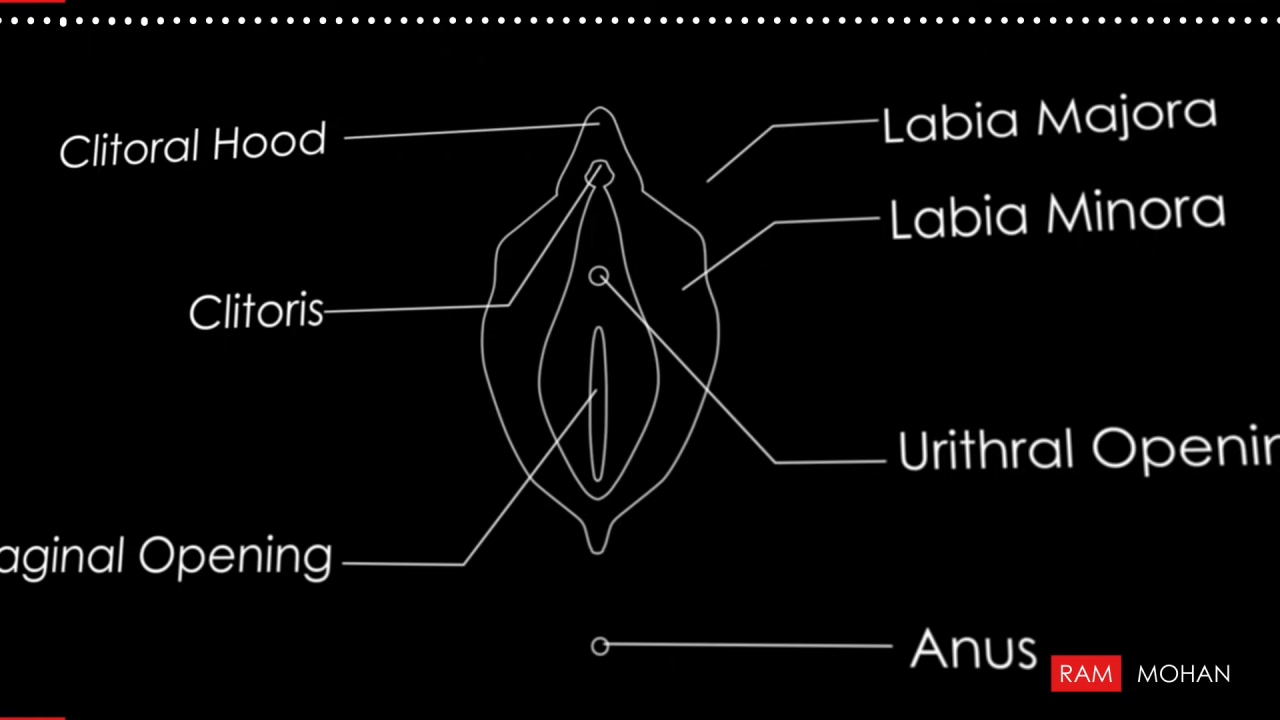 Clitoral Hood
Labia Majora
Labia Minora
Clitoris
Urithral Openin
aginal Opening
Anus
RAM MOHAN